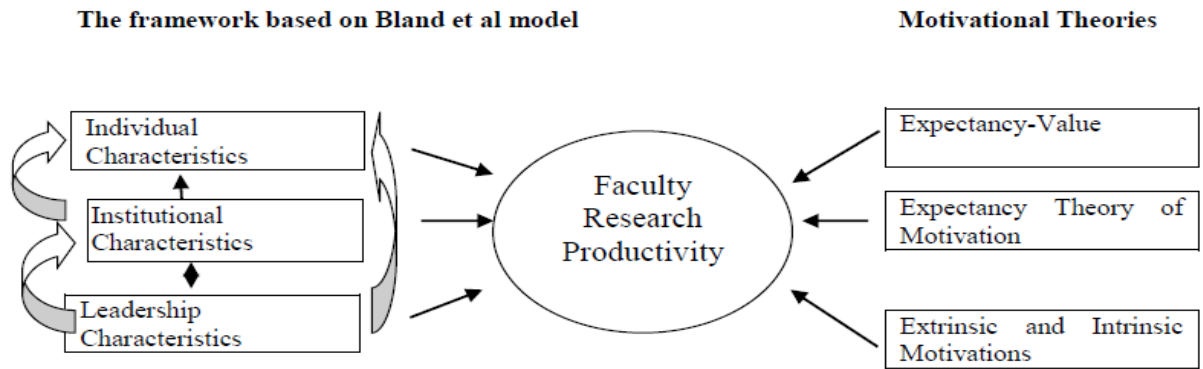 The framework based on Bland et al model
Motivational Theories
Individual
Characteristics
Institutional
Characteristics
Leadership
Characteristics
Faculty
Research
Productivity
Expectancy-Value
Expectancy Theory of
Motivation
Extrinsic and Intrinsic
Motivations